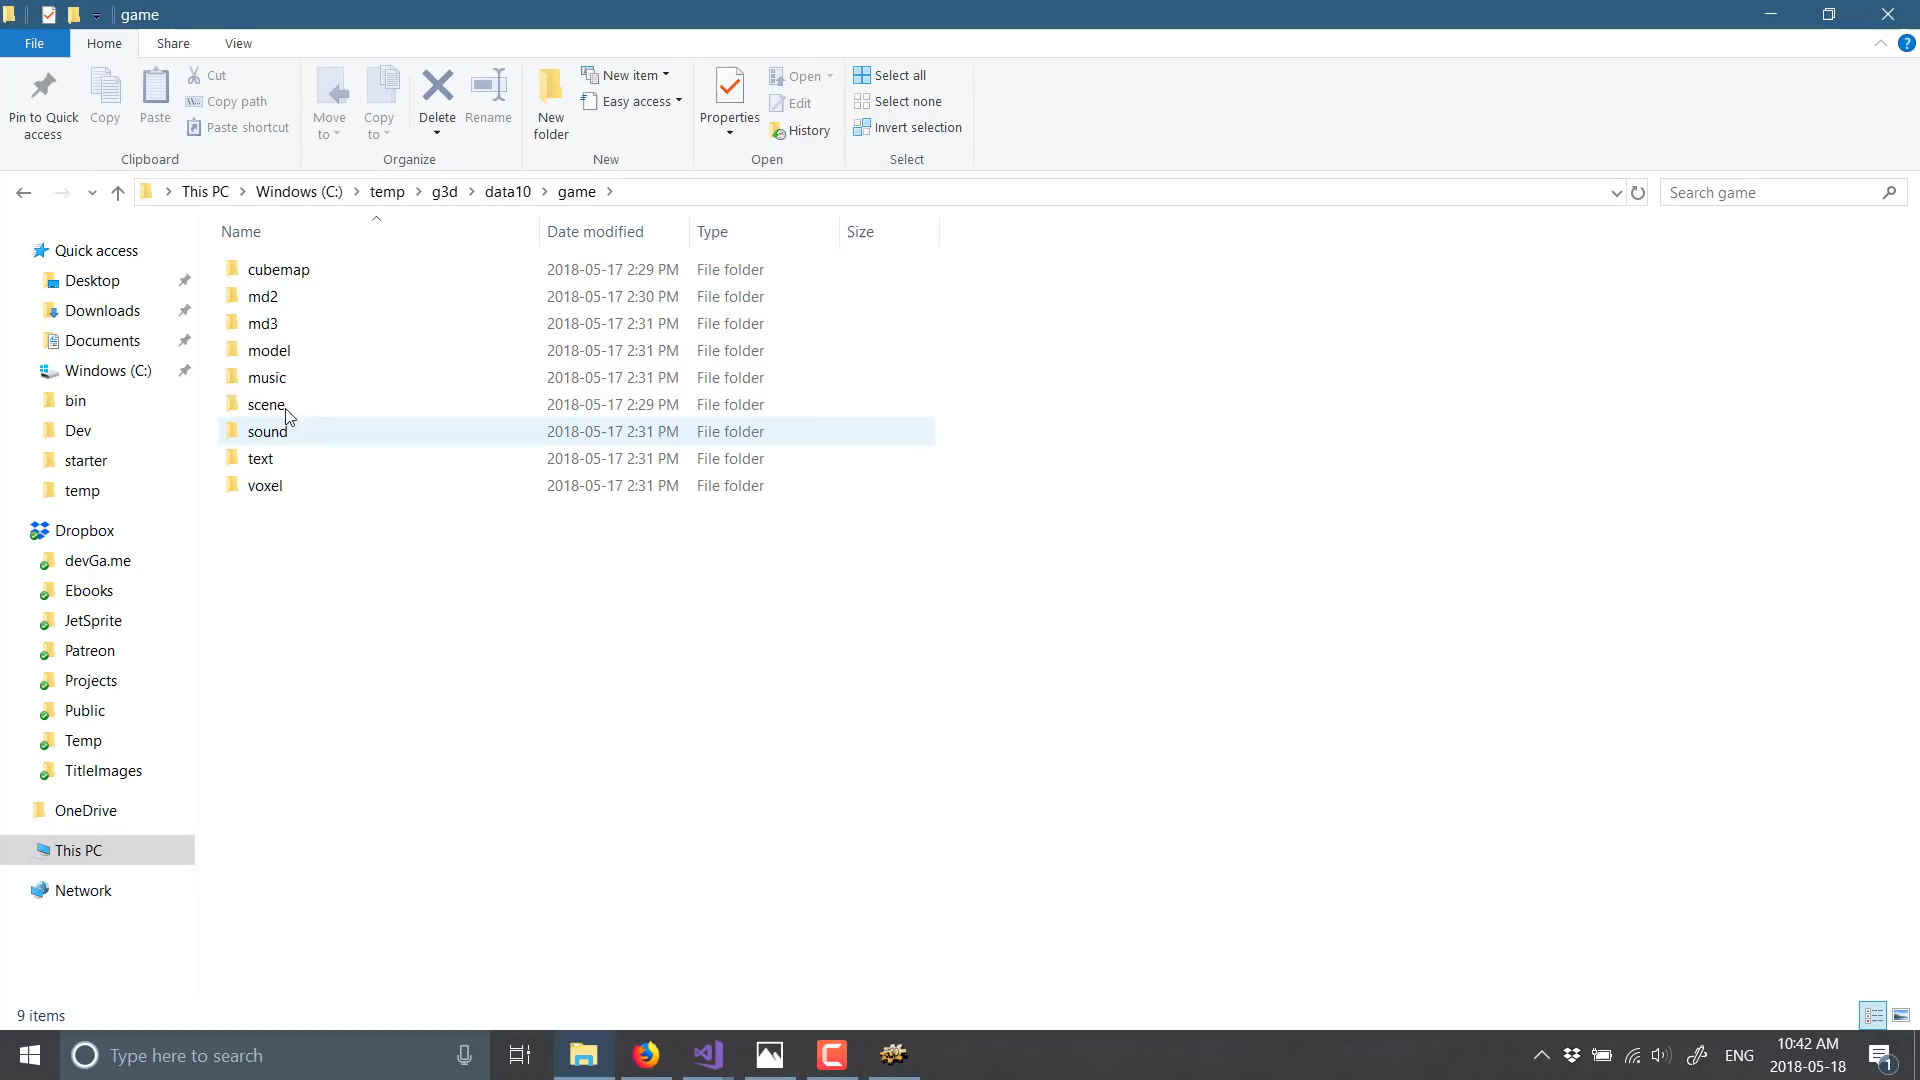 game
File
Home
Share
View
Pin to Quick access
Copy
Paste
Cut
Copy path
Paste shortcut
Clipboard
Move to
Copy to
Delete
Rename
Organize
New folder
New item
Easy access
New
Properties
Open
Edit
History
Open
Select all
Select none
Invert selection
Select
This PC > Windows (C:) > temp > g3d > data10 > game >
Search game
Name Date modified Type Size
cubemap 2018-05-17 2:29 PM File folder
md2 2018-05-17 2:30 PM File folder
md3 2018-05-17 2:31 PM File folder
model 2018-05-17 2:31 PM File folder
music 2018-05-17 2:31 PM File folder
scene 2018-05-17 2:29 PM File folder
sound 2018-05-17 2:31 PM File folder
text 2018-05-17 2:31 PM File folder
voxel 2018-05-17 2:31 PM File folder
Quick access
Desktop
Downloads
Documents
Windows (C:)
bin
Dev
starter
temp
Dropbox
devGa.me
Ebooks
JetSprite
Patreon
Projects
Public
Temp
TitleImages
OneDrive
This PC
Network
9 items
Type here to search
ENG
10:42 AM
2018-05-18
1